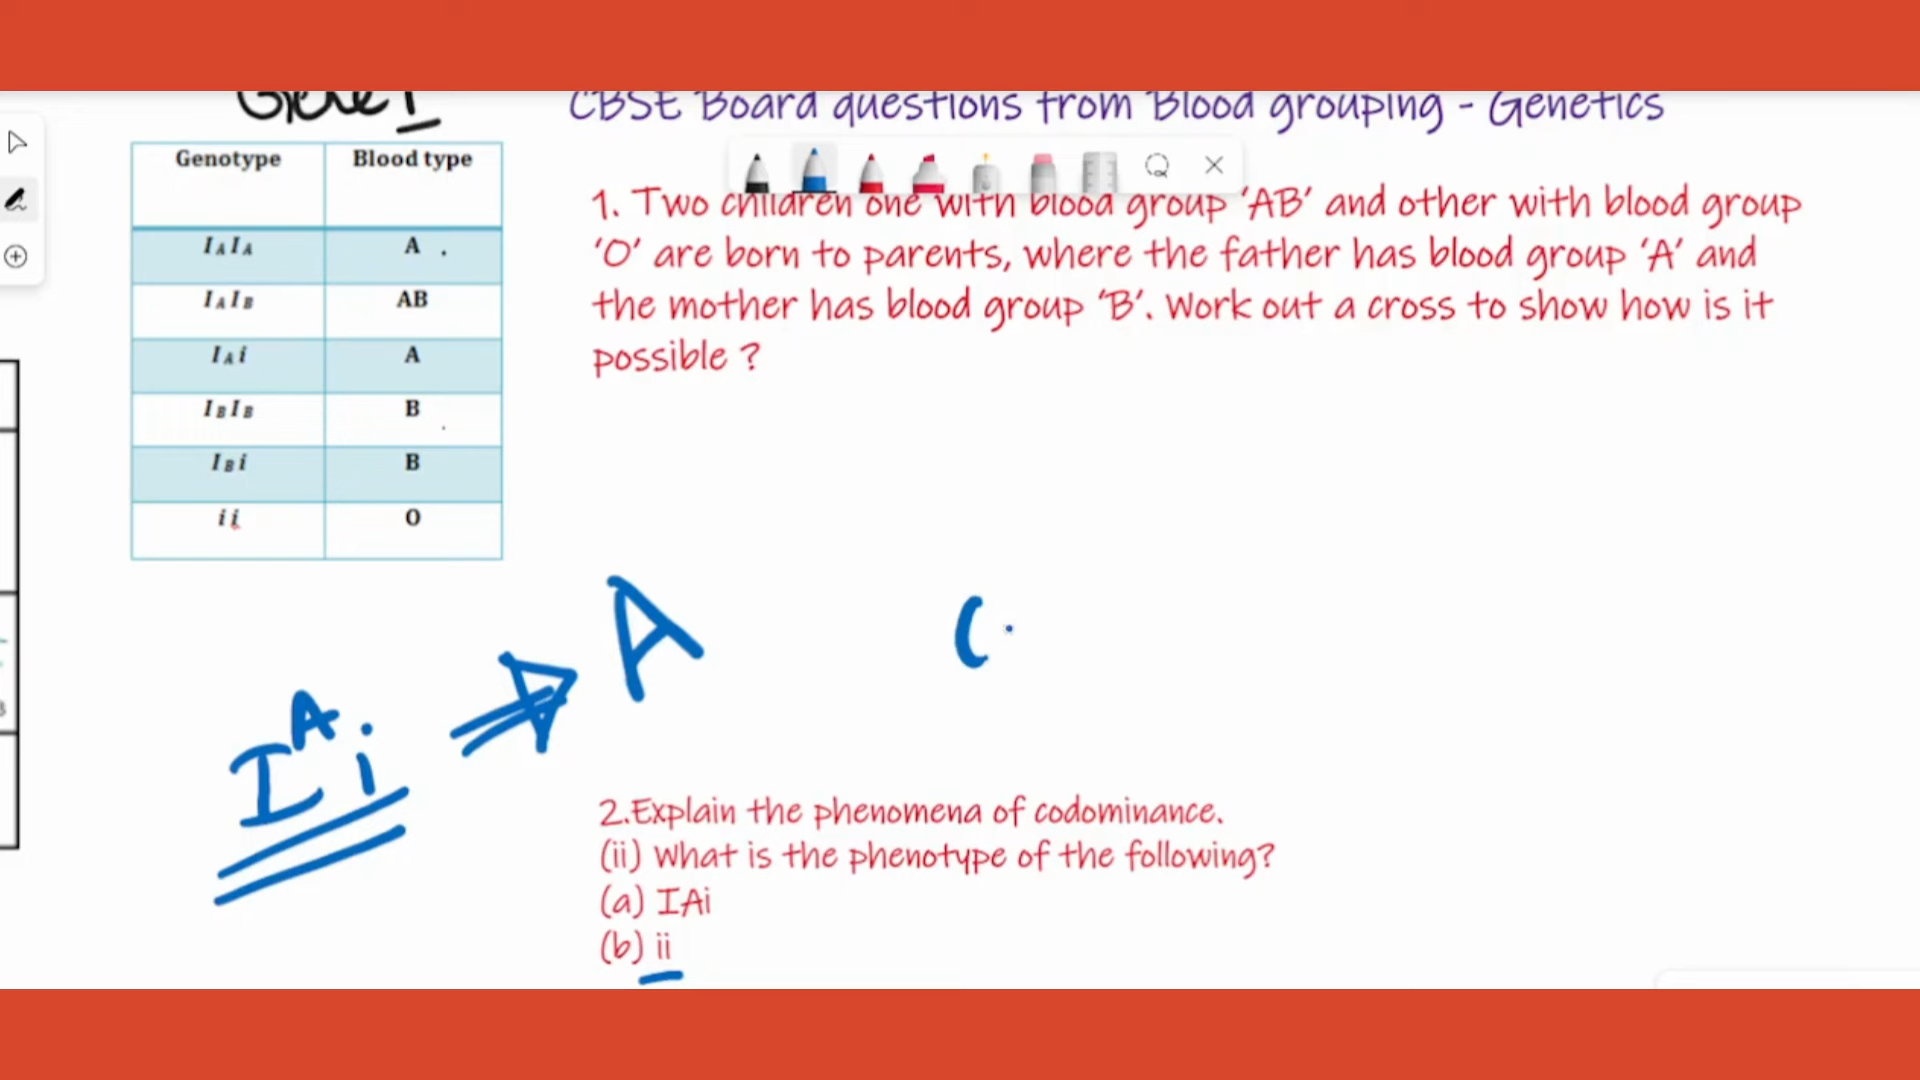 Gene I
CBSE Board questions from Blood grouping - Genetics
Genotype Blood type
IAIA A
IAIB AB
IAi A
IBIB B
IBi B
ii O
1. Two children one with blood group 'AB' and other with blood group
'O' are born to parents, where the father has blood group 'A' and
the mother has blood group 'B'. Work out a cross to show how is it
possible ?
IAi ⇒ A
2.Explain the phenomena of codominance.
(ii) What is the phenotype of the following?
(a) IAi
(b) ii